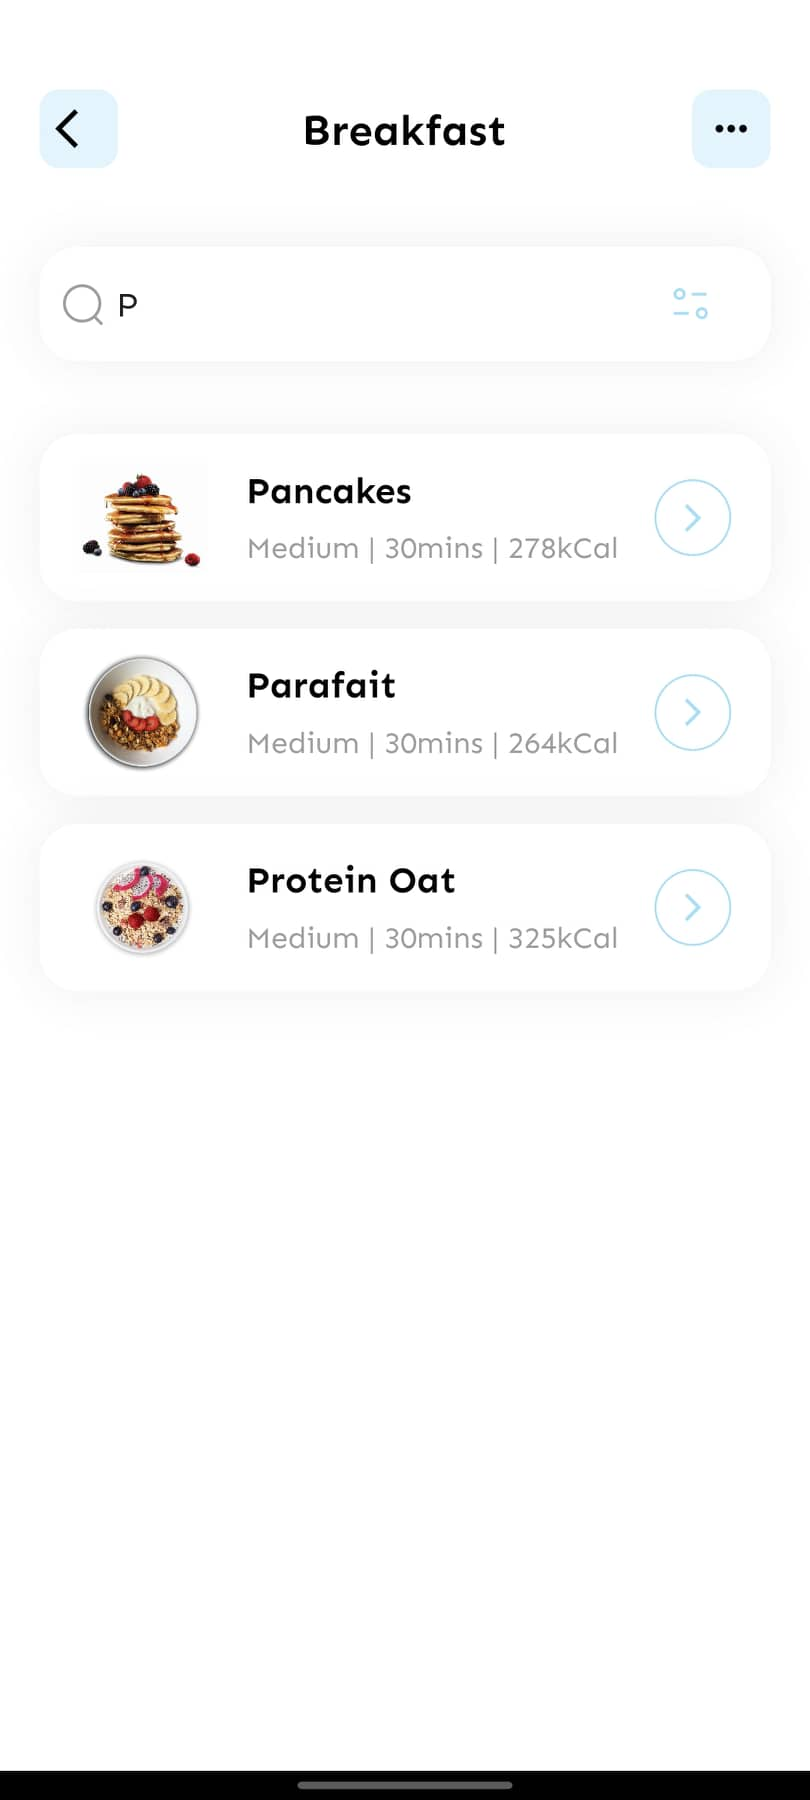 Breakfast
P
Pancakes
Medium | 30mins | 278kCal
Parafait
Medium | 30mins | 264kCal
Protein Oat
Medium | 30mins | 325kCal